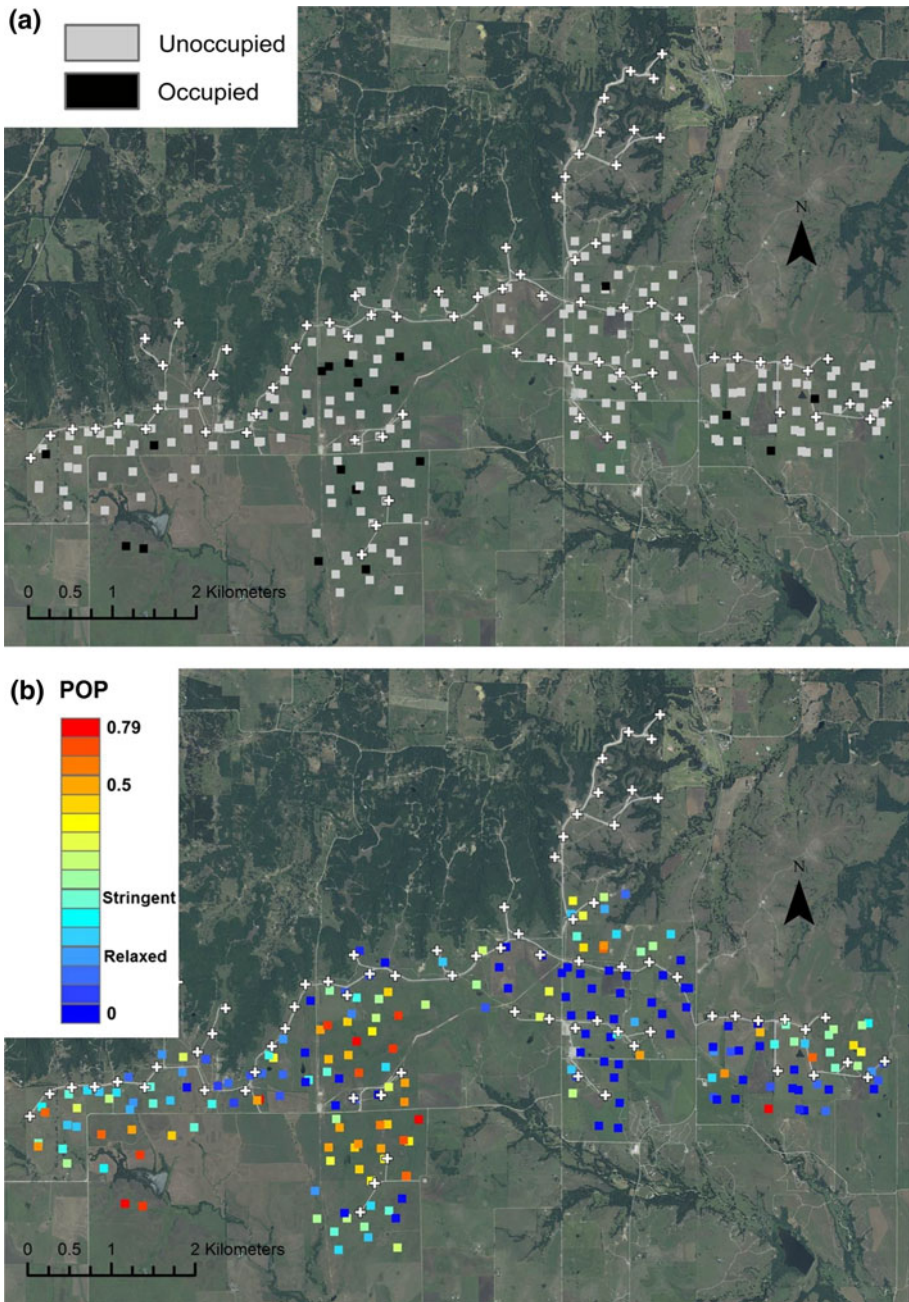 (a)
Unoccupied
Occupied
N
0 0.5 1 2 Kilometers
(b) POP
0.79
0.5
Stringent
Relaxed
0
N
0 0.5 1 2 Kilometers